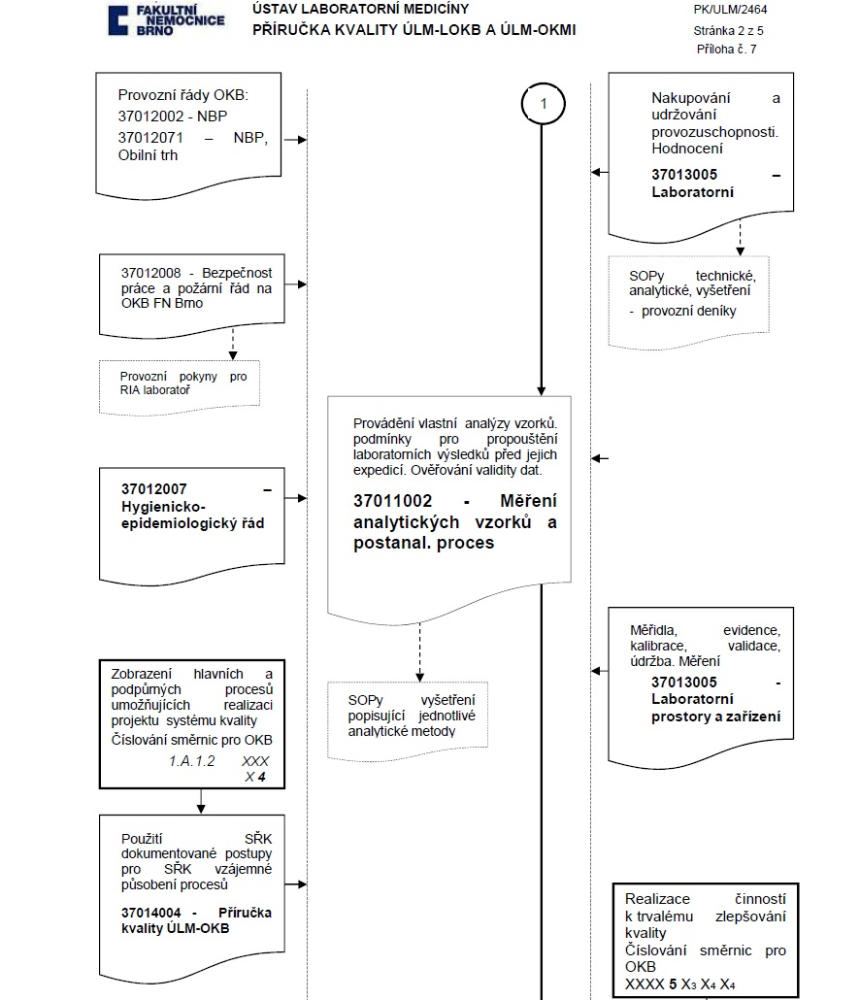 FAKULTNÍ
NEMOCNICE
BRNO
ÚSTAV LABORATORNÍ MEDICÍNY
PŘÍRUČKA KVALITY ÚLM-LOKB A ÚLM-OKMI
PK/ULM/2464
Stránka 2 z 5
Příloha č. 7
Provozní řády OKB:
37012002 - NBP
37012071 – NBP,
Obilní trh
1
Nakupování a
udržování
provozuschopnosti.
Hodnocení
37013005 –
Laboratorní
37012008 - Bezpečnost
práce a požární řád na
OKB FN Brno
SOPy technické,
analytické, vyšetření
- provozní deníky
Provozní pokyny pro
RIA laboratoř
Provádění vlastní analýzy vzorků.
podmínky pro propouštění
laboratorních výsledků před jejich
expedicí. Ověřování validity dat.
37011002 - Měření
analytických vzorků a
postanal. proces
37012007 –
Hygienicko-
epidemiologický řád
Měřidla, evidence,
kalibrace, validace,
údržba. Měření
37013005 -
Laboratorní
prostory a zařízení
Zobrazení hlavních a
podpůrných procesů
umožňujících realizaci
projektu systému kvality
Číslování směrnic pro OKB
1.A.1.2 XXX
X 4
SOPy vyšetření
popisující jednotlivé
analytické metody
Použití SŘK
dokumentované postupy
pro SŘK vzájemné
působení procesů
37014004 - Příručka
kvality ÚLM-OKB
Realizace činností
k trvalému zlepšování
kvality
Číslování směrnic pro
OKB
XXXX 5 X3 X4 X4